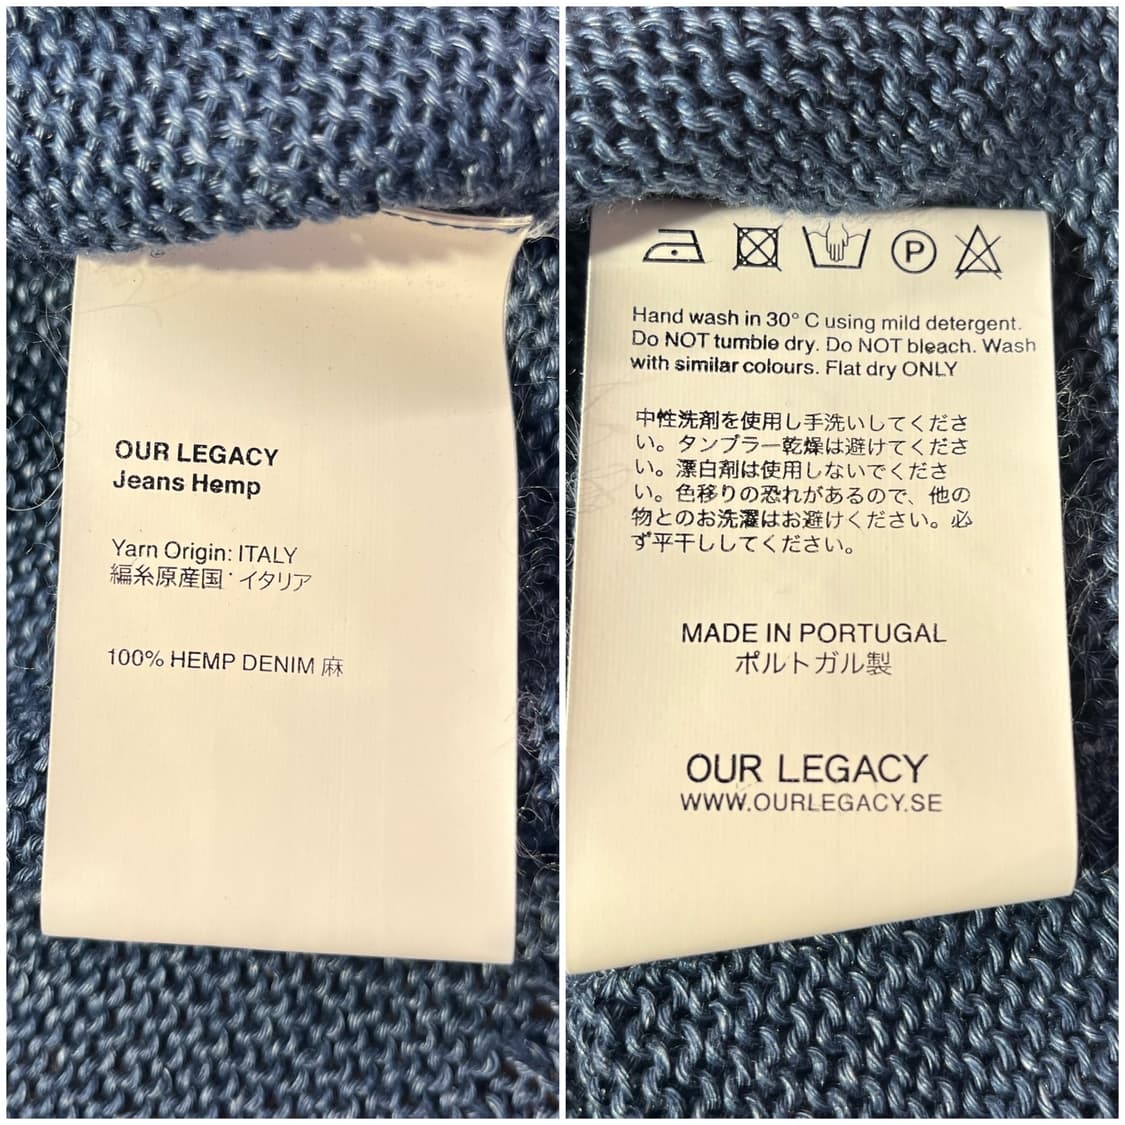 OUR LEGACY
Jeans Hemp
Yarn Origin: ITALY
編糸原産国：イタリア
100% HEMP DENIM 麻
P
Hand wash in 30° C using mild detergent.
Do NOT tumble dry. Do NOT bleach. Wash
with similar colours. Flat dry ONLY
中性洗剤を使用し手洗いしてくださ
い。タンブラー乾燥は避けてくださ
い。漂白剤は使用しないでくださ
い。色移りの恐れがあるので、他の
物とのお洗濯はお避けください。必
ず平干ししてください。
MADE IN PORTUGAL
ポルトガル製
OUR LEGACY
WWW.OURLEGACY.SE